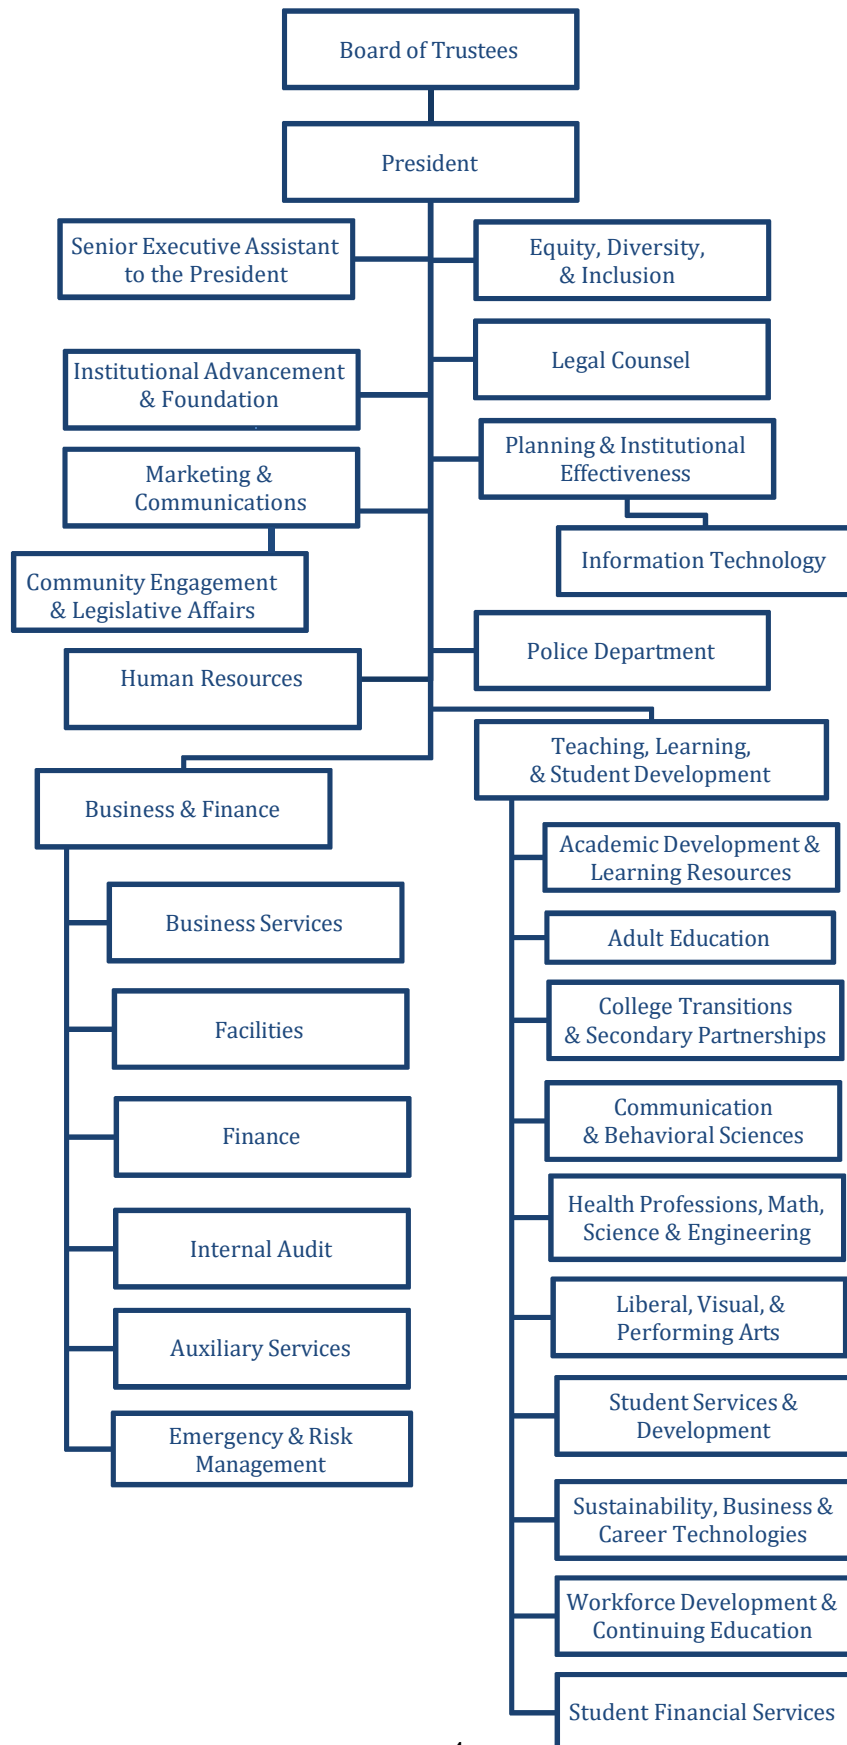 Board of Trustees
President
Senior Executive Assistant
to the President
Equity, Diversity,
& Inclusion
Institutional Advancement
& Foundation
Legal Counsel
Marketing &
Communications
Planning & Institutional
Effectiveness
Community Engagement
& Legislative Affairs
Information Technology
Human Resources
Police Department
Teaching, Learning,
& Student Development
Business & Finance
Business Services
Facilities
Finance
Internal Audit
Auxiliary Services
Emergency & Risk
Management
Academic Development &
Learning Resources
Adult Education
College Transitions
& Secondary Partnerships
Communication
& Behavioral Sciences
Health Professions, Math,
Science & Engineering
Liberal, Visual, &
Performing Arts
Student Services &
Development
Sustainability, Business &
Career Technologies
Workforce Development &
Continuing Education
Student Financial Services